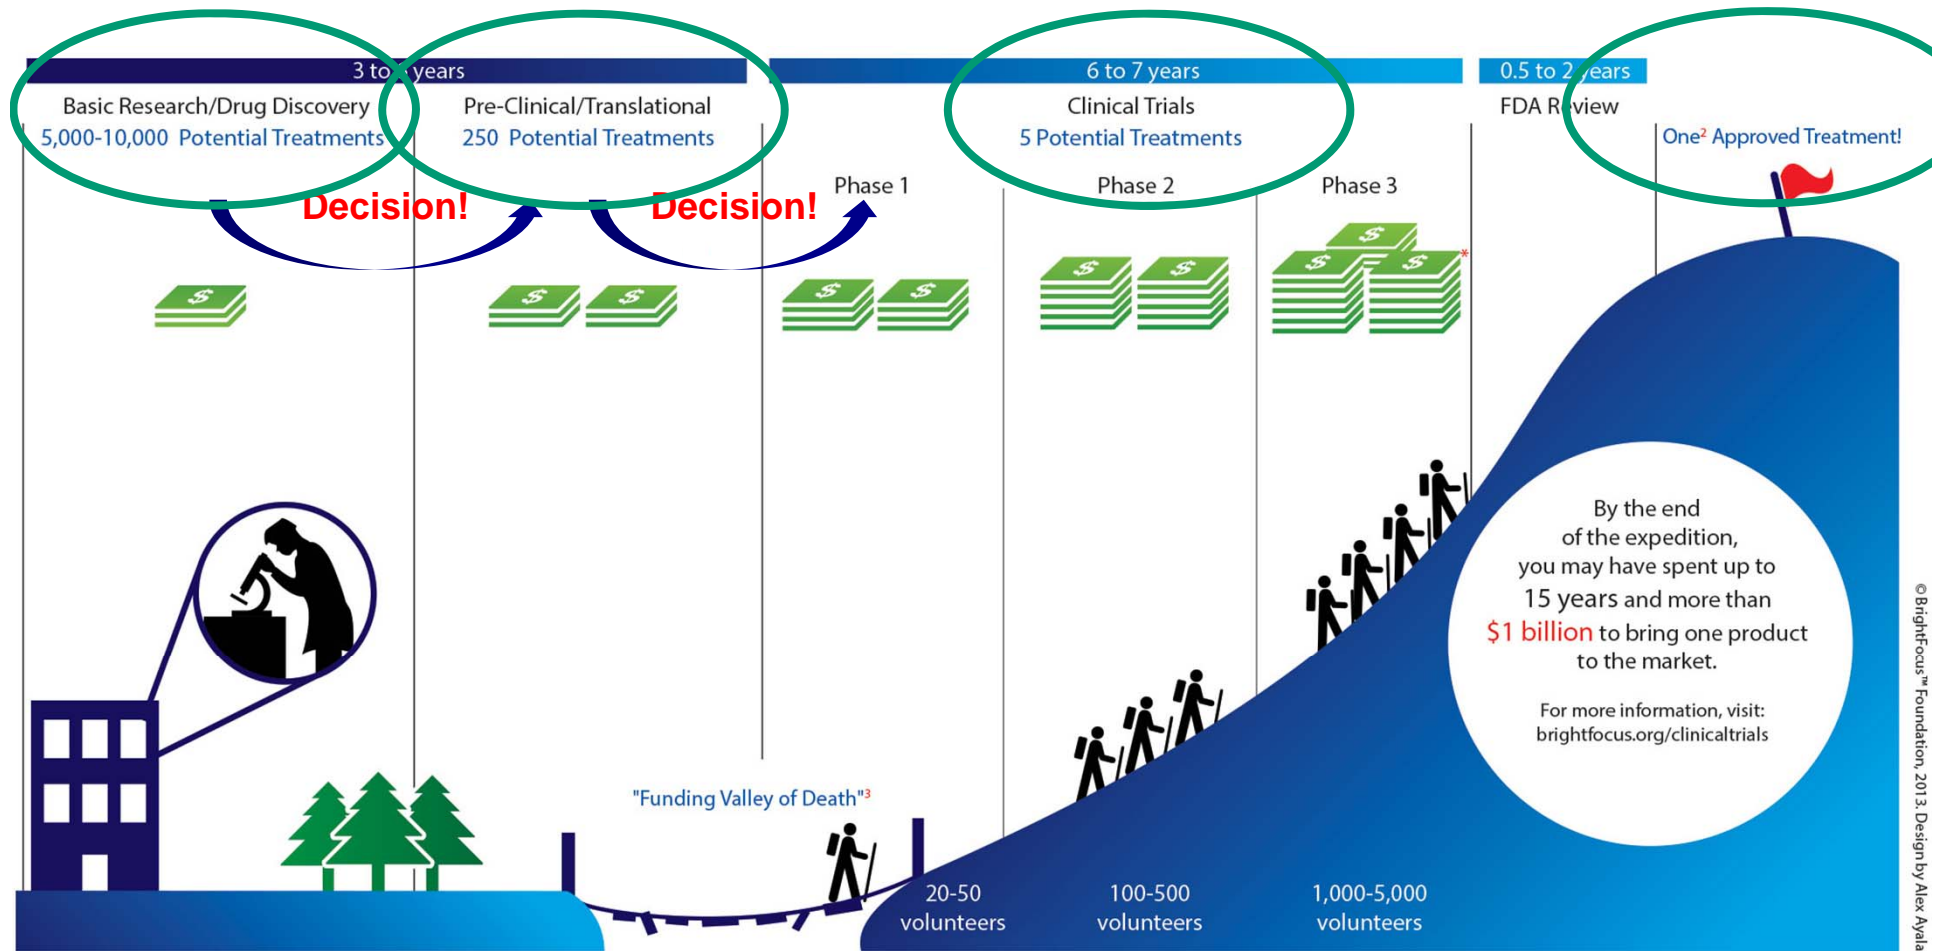 3 to years
6 to 7 years
0.5 to 2 years
Basic Research/Drug Discovery
5,000-10,000 Potential Treatments
Pre-Clinical/Translational
250 Potential Treatments
Clinical Trials
5 Potential Treatments
FDA Review
One2 Approved Treatment!
Phase 1
Phase 2
Phase 3
Decision!
Decision!
$
$ $
$ $
$ $
$
$ $
*
By the end
of the expedition,
you may have spent up to
15 years and more than
$1 billion to bring one product
to the market.
For more information, visit:
brightfocus.org/clinicaltrials
"Funding Valley of Death"3
20-50
volunteers
100-500
volunteers
1,000-5,000
volunteers
©BrightFocus™ Foundation, 2013. Design by Alex Ayala